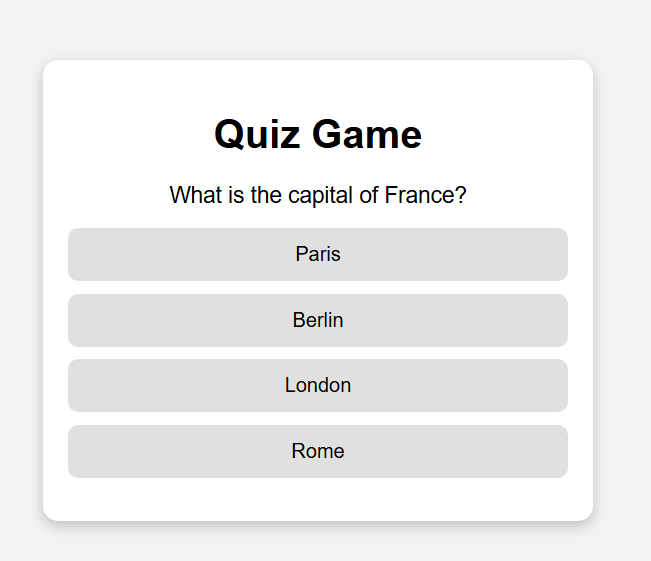 Quiz Game
What is the capital of France?
Paris
Berlin
London
Rome